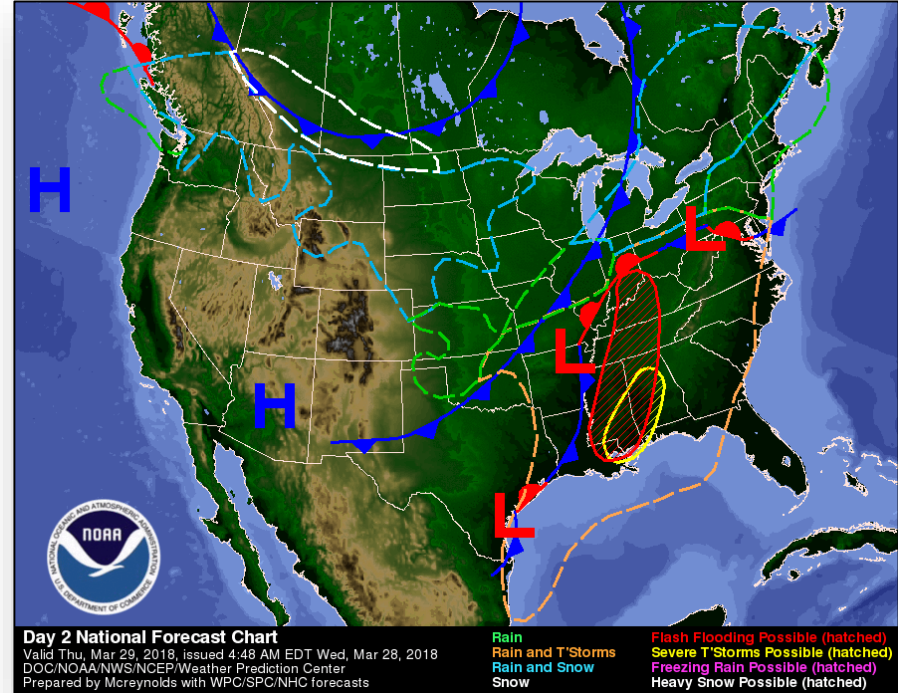 H
H
L
L
L
NOAA
NATIONAL OCEANIC AND ATMOSPHERIC ADMINISTRATION
U.S. DEPARTMENT OF COMMERCE
Day 2 National Forecast Chart
Valid Thu, Mar 29, 2018, issued 4:48 AM EDT Wed, Mar 28, 2018
DOC/NOAA/NWS/NCEP/Weather Prediction Center
Prepared by Mcreynolds with WPC/SPC/NHC forecasts
Rain
Rain and T'Storms
Rain and Snow
Snow
Flash Flooding Possible (hatched)
Severe T'Storms Possible (hatched)
Freezing Rain Possible (hatched)
Heavy Snow Possible (hatched)